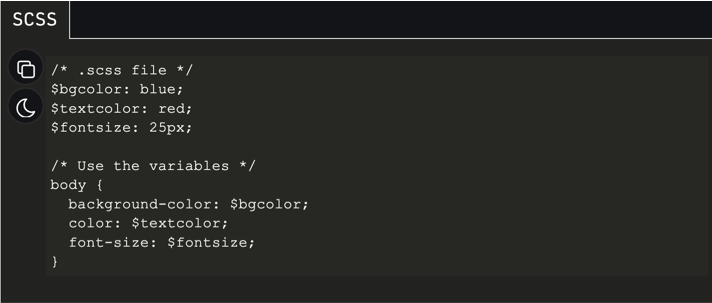 SCSS
/* .scss file */
$bgcolor: blue;
$textcolor: red;
$fontsize: 25px;
/* Use the variables */
body {
  background-color: $bgcolor;
  color: $textcolor;
  font-size: $fontsize;
}